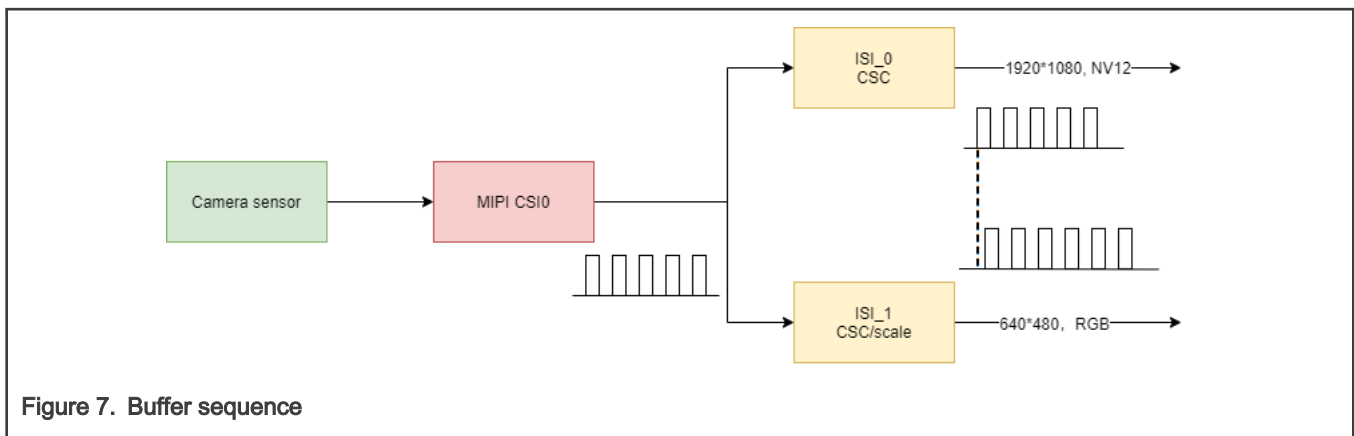 Camera sensor
MIPI CSI0
ISI_0
CSC
1920*1080, NV12
ISI_1
CSC/scale
640*480, RGB
Figure 7. Buffer sequence